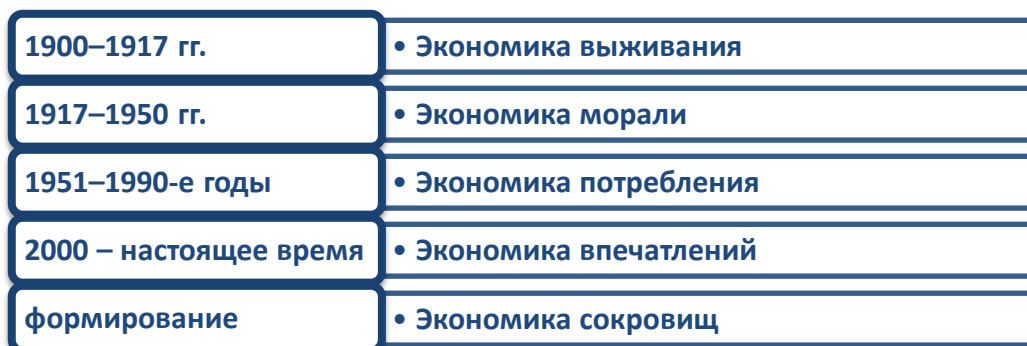 1900–1917 гг. • Экономика выживания
1917–1950 гг. • Экономика морали
1951–1990-е годы • Экономика потребления
2000 – настоящее время • Экономика впечатлений
формирование • Экономика сокровищ